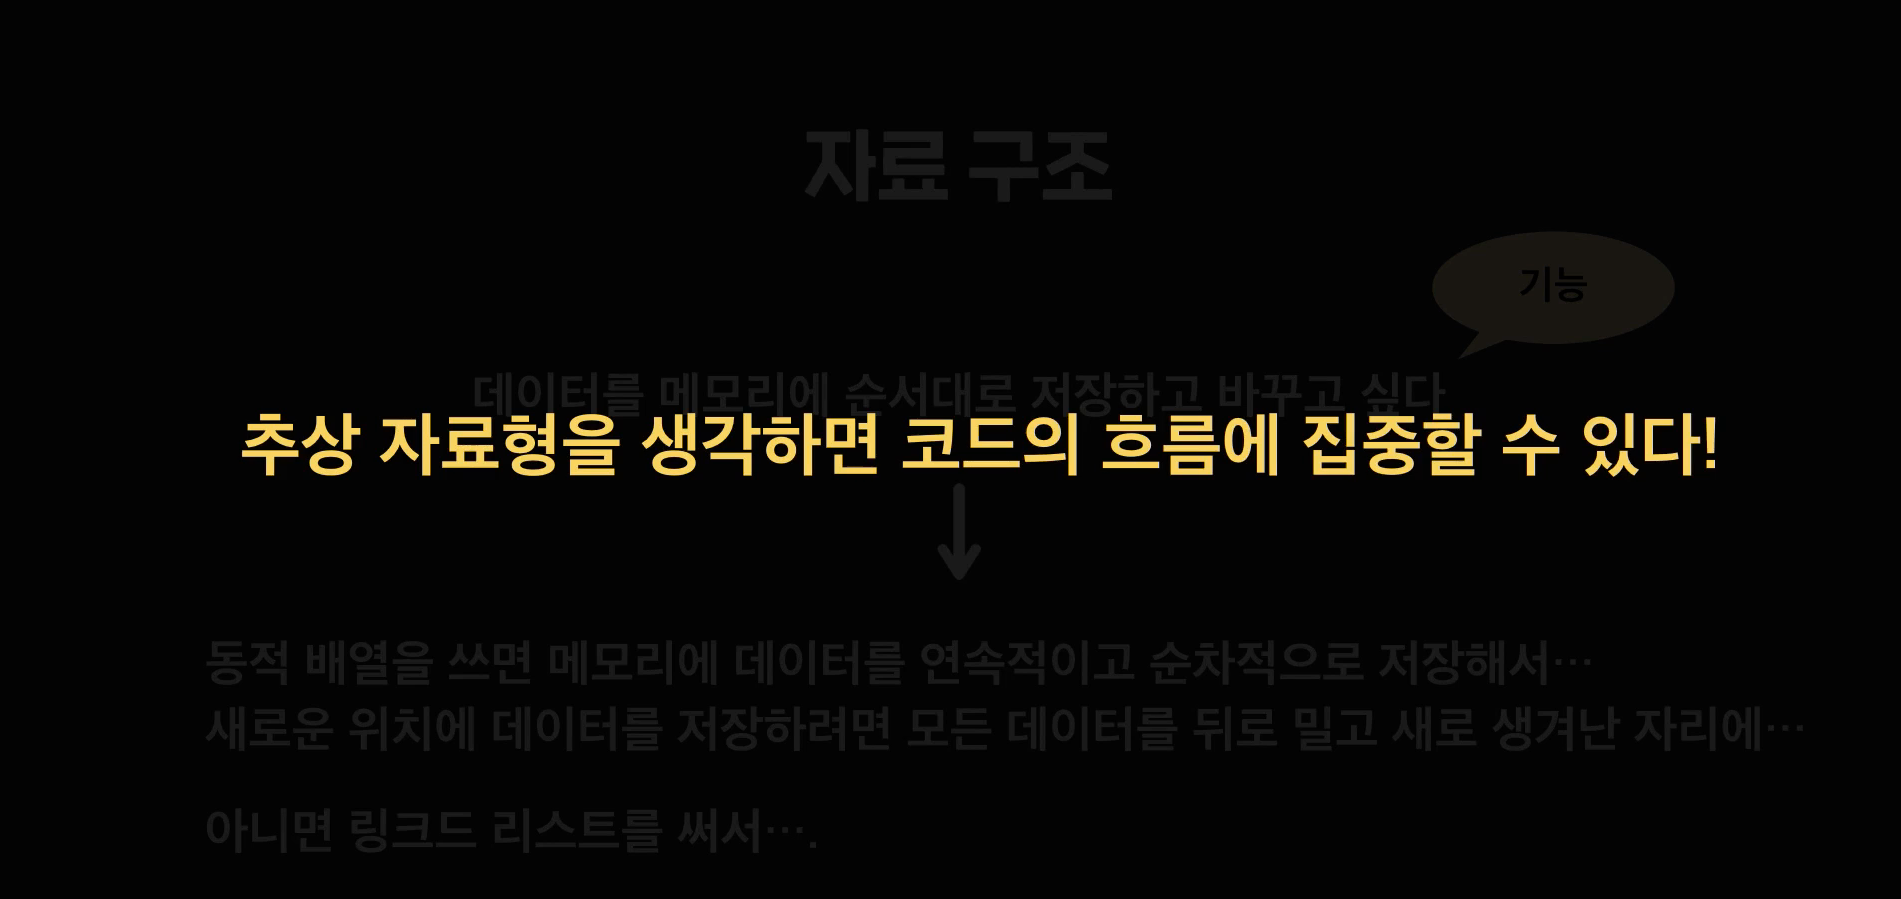 자료 구조
기능
데이터를 메모리에 순서대로 저장하고 바꾸고 싶다
추상 자료형을 생각하면 코드의 흐름에 집중할 수 있다!
동적 배열을 쓰면 메모리에 데이터를 연속적이고 순차적으로 저장해서…
새로운 위치에 데이터를 저장하려면 모든 데이터를 뒤로 밀고 새로 생겨난 자리에…
아니면 링크드 리스트를 써서….